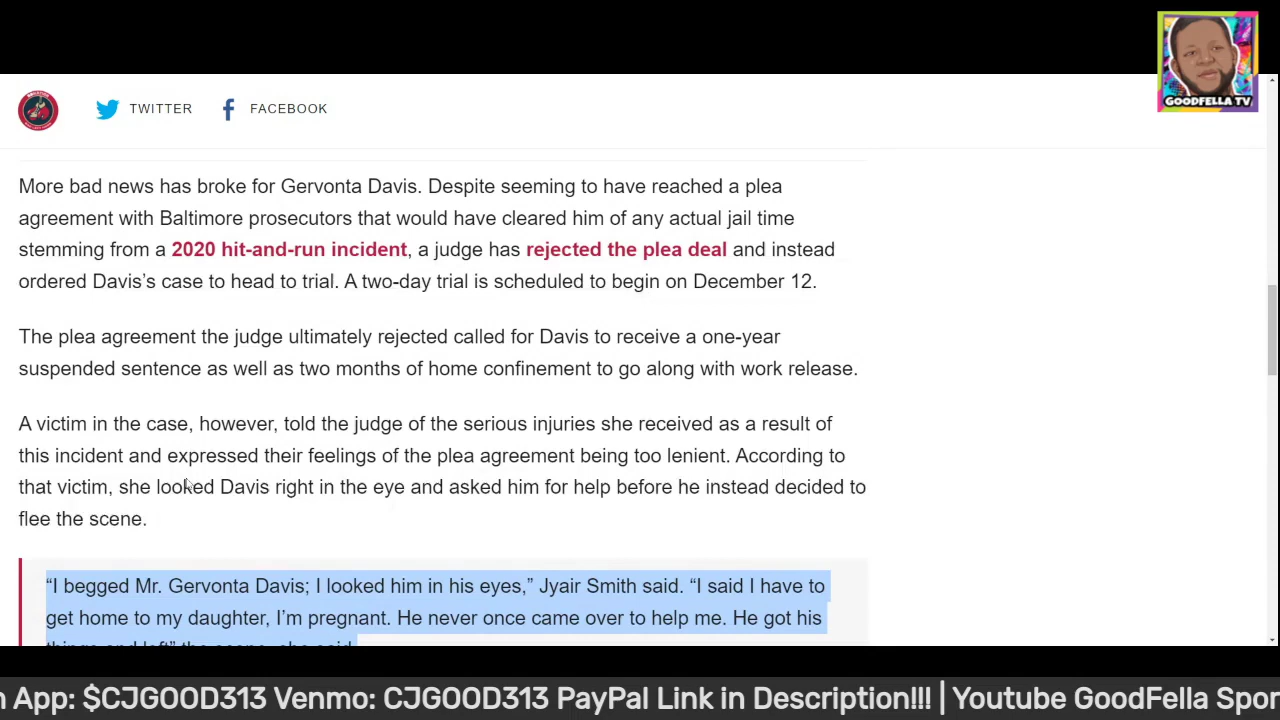 GOODFELLA TV
TWITTER
FACEBOOK
More bad news has broke for Gervonta Davis. Despite seeming to have reached a plea
agreement with Baltimore prosecutors that would have cleared him of any actual jail time
stemming from a 2020 hit-and-run incident, a judge has rejected the plea deal and instead
ordered Davis’s case to head to trial. A two-day trial is scheduled to begin on December 12.
The plea agreement the judge ultimately rejected called for Davis to receive a one-year
suspended sentence as well as two months of home confinement to go along with work release.
A victim in the case, however, told the judge of the serious injuries she received as a result of
this incident and expressed their feelings of the plea agreement being too lenient. According to
that victim, she looked Davis right in the eye and asked him for help before he instead decided to
flee the scene.
“I begged Mr. Gervonta Davis; I looked him in his eyes,” Jyair Smith said. “I said I have to
get home to my daughter, I’m pregnant. He never once came over to help me. He got his
things and left” the scene, she said.
n App: $CJGOOD313 Venmo: CJGOOD313 PayPal Link in Description!!! | Youtube GoodFella Spor